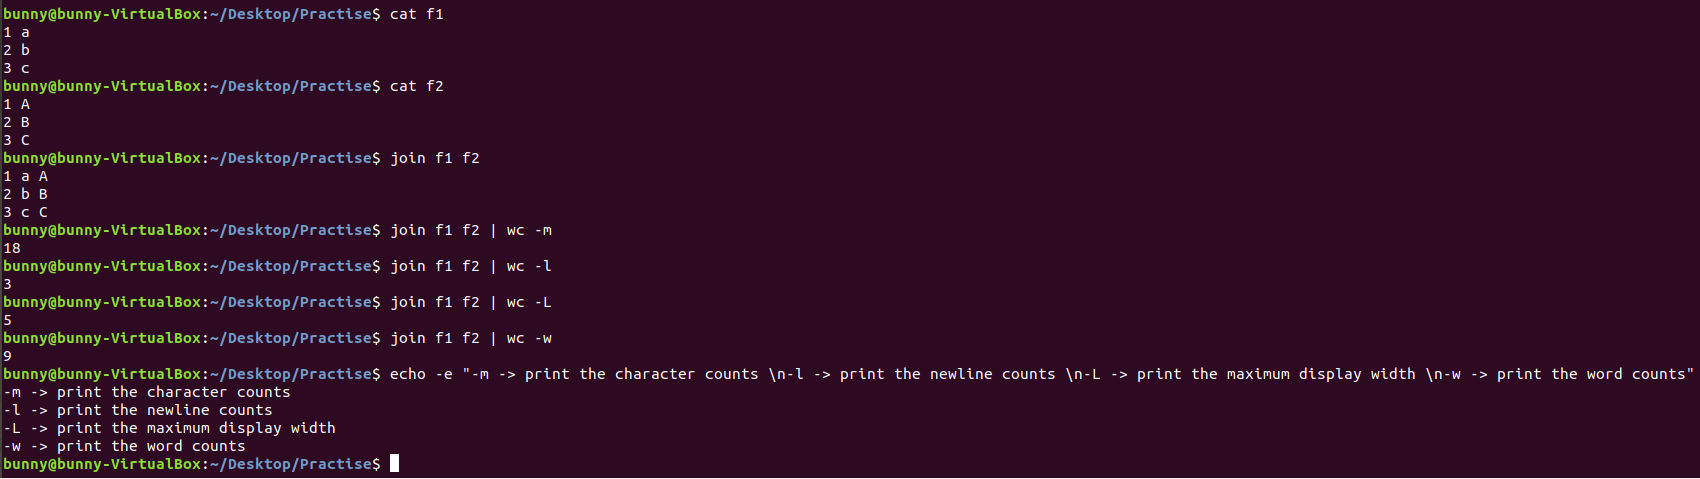 bunny@bunny-VirtualBox:~/Desktop/Practise$ cat f1
1 a
2 b
3 c
bunny@bunny-VirtualBox:~/Desktop/Practise$ cat f2
1 A
2 B
3 C
bunny@bunny-VirtualBox:~/Desktop/Practise$ join f1 f2
1 a A
2 b B
3 c C
bunny@bunny-VirtualBox:~/Desktop/Practise$ join f1 f2 | wc -m
18
bunny@bunny-VirtualBox:~/Desktop/Practise$ join f1 f2 | wc -l
3
bunny@bunny-VirtualBox:~/Desktop/Practise$ join f1 f2 | wc -L
5
bunny@bunny-VirtualBox:~/Desktop/Practise$ join f1 f2 | wc -w
9
bunny@bunny-VirtualBox:~/Desktop/Practise$ echo -e "-m -> print the character counts \n-l -> print the newline counts \n-L -> print the maximum display width \n-w -> print the word counts"
-m -> print the character counts
-l -> print the newline counts
-L -> print the maximum display width
-w -> print the word counts
bunny@bunny-VirtualBox:~/Desktop/Practise$